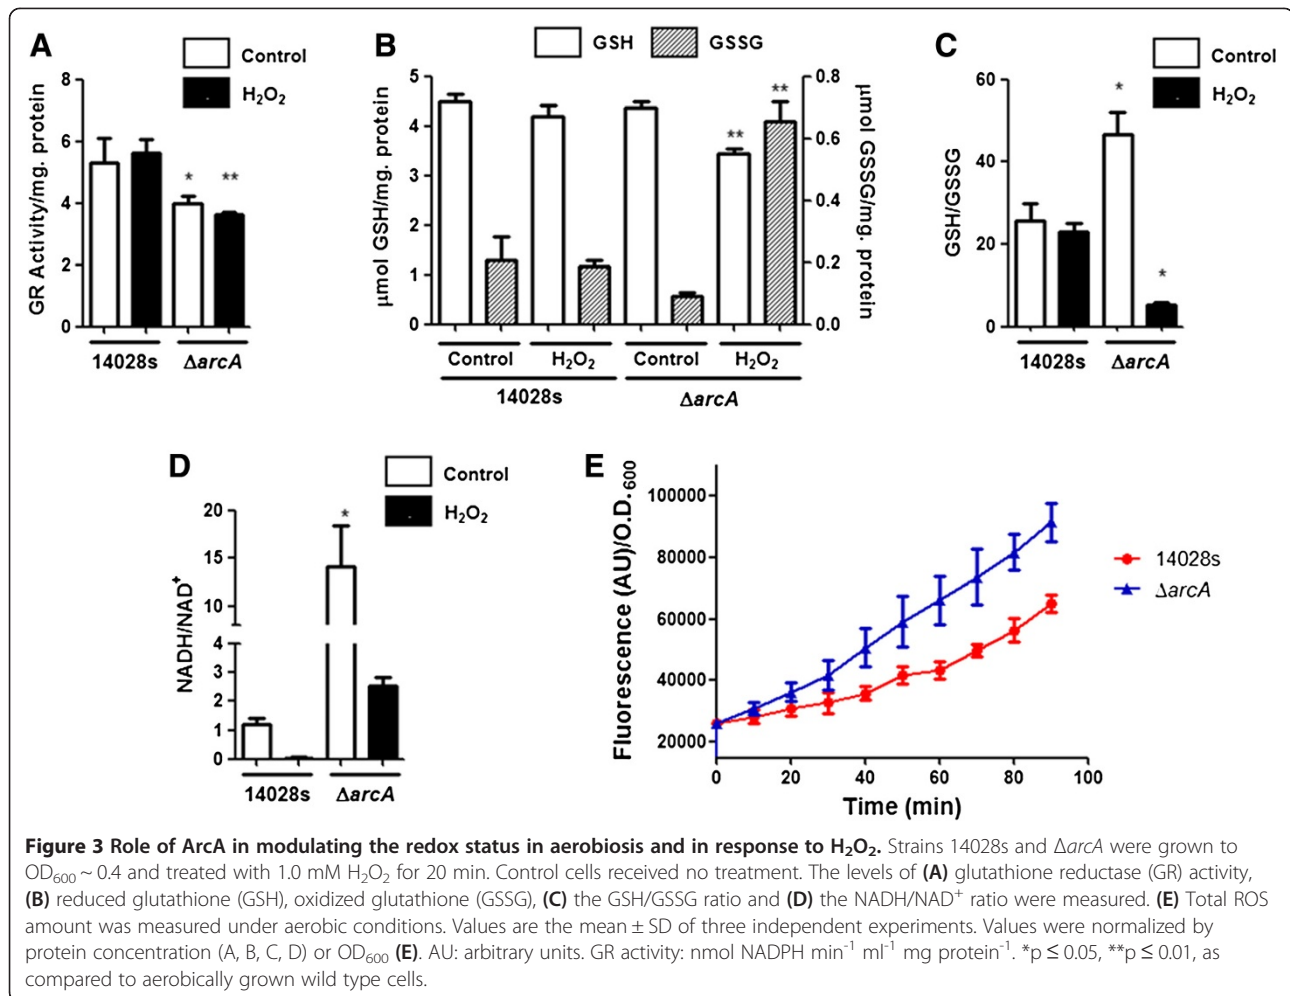 A
Control
H2O2
GR Activity/mg. protein
8
6
4
2
0
*
**
14028s
ΔarcA
B
GSH
GSSG
μmol GSH/mg. protein
5
4
3
2
1
0
**
**
0.8
0.6
0.4
0.2
0.0
μmol GSSG/mg. protein
Control
H2O2
Control
H2O2
14028s
ΔarcA
C
Control
H2O2
GSH/GSSG
60
40
20
0
*
*
14028s
ΔarcA
D
Control
H2O2
NADH/NAD+
20
15
10
4
3
2
1
0
*
14028s
ΔarcA
E
Fluorescence (AU)/O.D.600
100000
80000
60000
40000
20000
0
20
40
60
80
100
Time (min)
14028s
ΔarcA
Figure 3 Role of ArcA in modulating the redox status in aerobiosis and in response to H2O2. Strains 14028s and ΔarcA were grown to
OD600 ~ 0.4 and treated with 1.0 mM H2O2 for 20 min. Control cells received no treatment. The levels of (A) glutathione reductase (GR) activity,
(B) reduced glutathione (GSH), oxidized glutathione (GSSG), (C) the GSH/GSSG ratio and (D) the NADH/NAD+ ratio were measured. (E) Total ROS
amount was measured under aerobic conditions. Values are the mean ± SD of three independent experiments. Values were normalized by
protein concentration (A, B, C, D) or OD600 (E). AU: arbitrary units. GR activity: nmol NADPH min-1 ml-1 mg protein-1. *p ≤ 0.05, **p ≤ 0.01, as
compared to aerobically grown wild type cells.